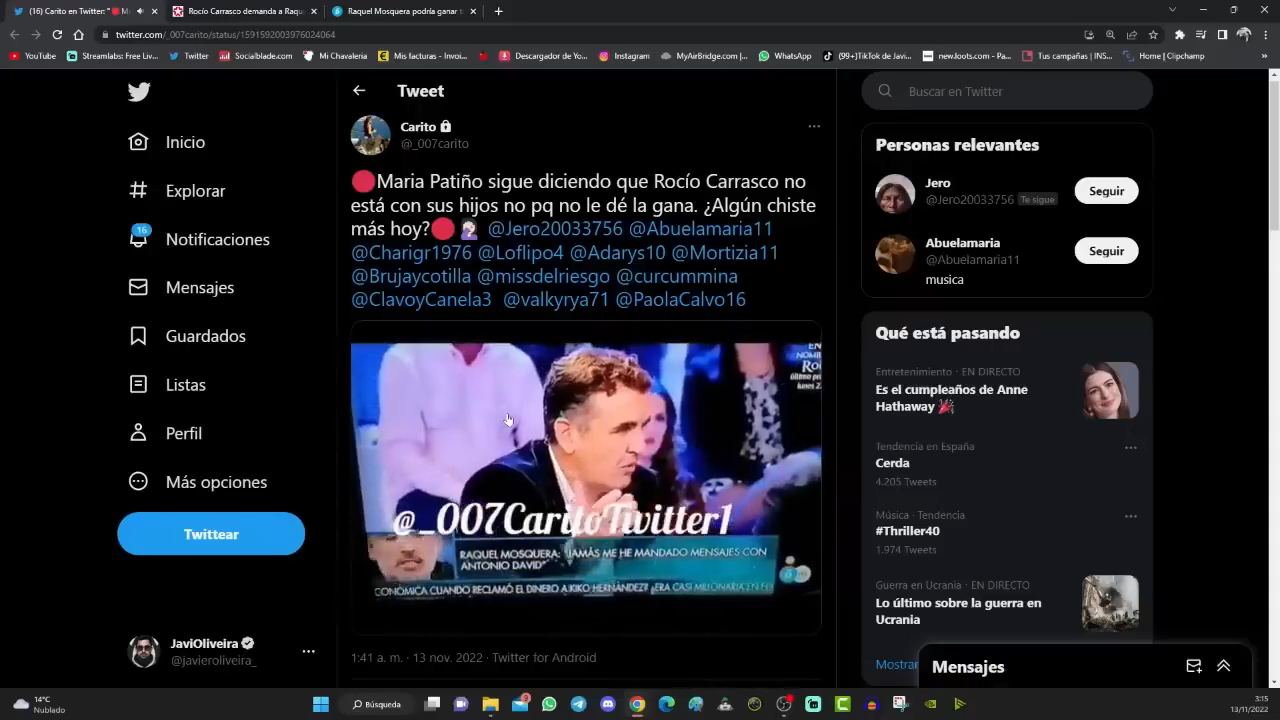 (16) Carito en Twitter: "🔴M
Rocío Carrasco demanda a Raque
Raquel Mosquera podría ganar
twitter.com/_007carito/status/1591592003976024064
YouTube
Streamlabs: Free Liv...
Twitter
Socialblade.com
Mi Chavaleria
Mis facturas - Invoi...
Descargador de Yo...
Instagram
MyAirBridge.com |...
WhatsApp
(99+)TikTok de Javi...
new.loots.com - Pa...
Tus campañas | INS...
Home | Clipchamp
»
Inicio
Explorar
16
Notificaciones
Mensajes
Guardados
Listas
Perfil
Más opciones
Twittear
JaviOliveira
@javieroliveira_
Tweet
Carito
@_007carito
🔴Maria Patiño sigue diciendo que Rocío Carrasco no
está con sus hijos no pq no le dé la gana. ¿Algún chiste
más hoy?🔴🤦🏻‍♀️ @Jero20033756 @Abuelamaria11
@Charigr1976 @Loflipo4 @Adarys10 @Mortizia11
@Brujaycotilla @missdelriesgo @curcummina
@ClavoyCanela3 @valkyrya71 @PaolaCalvo16
@_007CaritoTwitter1
RAQUEL MOSQUERA: "JAMÁS ME HE MANDADO MENSAJES CON
ANTONIO DAVID"
CONÓMICA CUANDO RECLAMÓ EL DINERO A KIKO HERNÁNDEZ? ¿ERA CASI MILLONARIA EN
1:41 a. m. · 13 nov. 2022 · Twitter for Android
Buscar en Twitter
Personas relevantes
Jero
@Jero20033756 Te sigue
Seguir
Abuelamaria
@Abuelamaria11
Seguir
musica
Qué está pasando
Entretenimiento · EN DIRECTO
Es el cumpleaños de Anne
Hathaway 🎉
Tendencia en España
Cerda
4.205 Tweets
Música · Tendencia
#Thriller40
1.974 Tweets
Guerra en Ucrania · EN DIRECTO
Lo último sobre la guerra en
Ucrania
Mostrar
Mensajes
14°C
Nublado
Búsqueda
9
3:15
13/11/2022